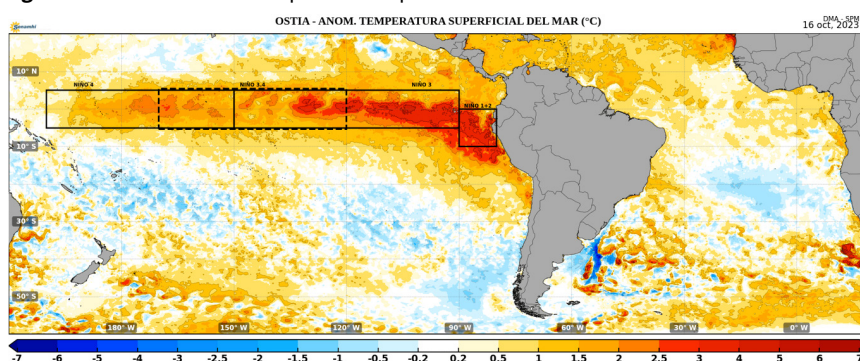 OSTIA - ANOM. TEMPERATURA SUPERFICIAL DEL MAR (°C)
DMA - SPM
16 oct, 2023
Senamhi
10° N
NIÑO 4
NIÑO 3.4
NIÑO 3
NIÑO 1+2
10° S
30° S
50° S
180° W
150° W
120° W
90° W
60° W
30° W
0° W
-7 -6 -5 -4 -3 -2.5 -2 -1.5 -1 -0.5 -0.2 0.2 0.5 1 1.5 2 2.5 3 4 5 6